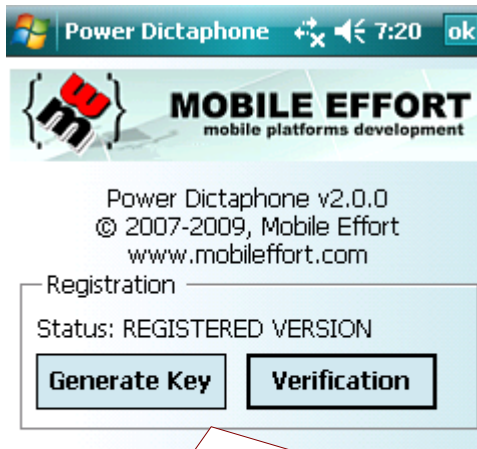 Power Dictaphone 7:20 ok
MOBILE EFFORT
mobile platforms development
Power Dictaphone v2.0.0
© 2007-2009, Mobile Effort
www.mobileffort.com
Registration
Status: REGISTERED VERSION
Generate Key Verification